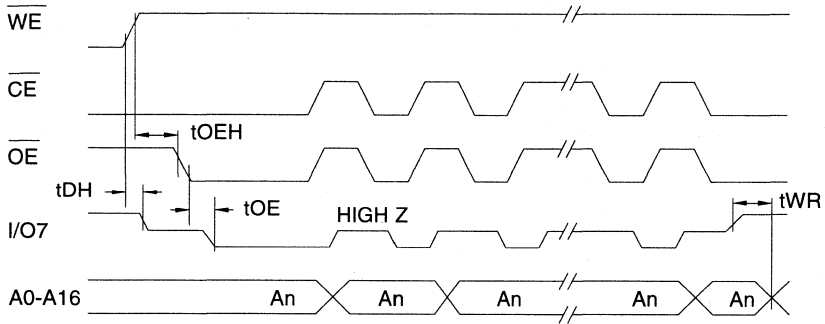 WE
CE
tOEH
OE
tDH
tOE
HIGH Z
tWR
I/O7
A0-A16 An An An An An